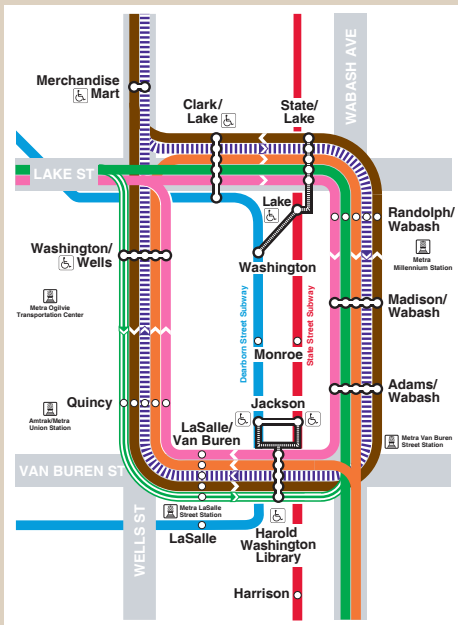 WABASH AVE
Merchandise
Mart
Clark/
Lake
State/
Lake
LAKE ST
Lake
Randolph/
Wabash
Metra
Millennium Station
Washington/
Wells
Washington
Metra Ogilvie
Transportation Center
Dearborn Street Subway
State Street Subway
Madison/
Wabash
Monroe
Adams/
Wabash
Quincy
Jackson
Amtrak/Metra
Union Station
LaSalle/
Van Buren
Metra Van Buren
Street Station
VAN BUREN ST
Metra LaSalle
Street Station
WELLS ST
LaSalle
Harold
Washington
Library
Harrison